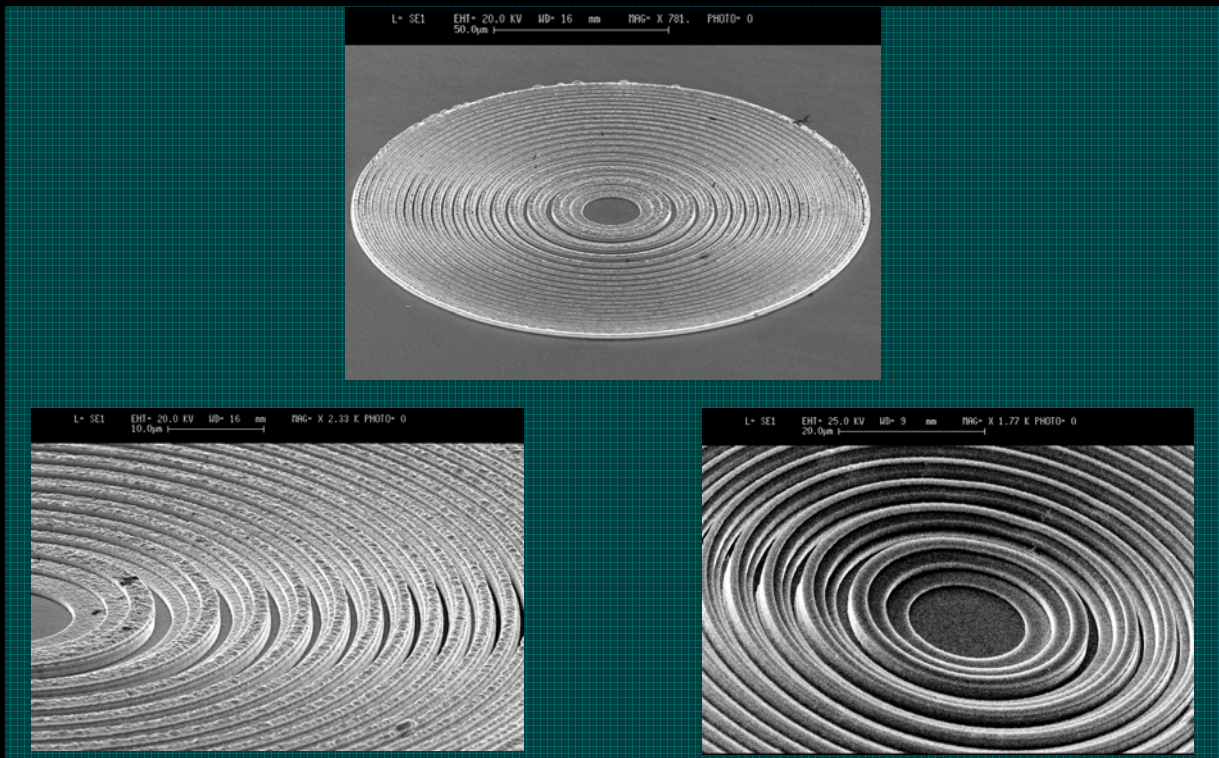 L= SE1 EHT= 20.0 KV WD= 16 mm MAG= X 781. PHOTO= 0
50.0µm
L= SE1 EHT= 20.0 KV WD= 16 mm MAG= X 2.33 K PHOTO= 0
10.0µm
L= SE1 EHT= 25.0 KV WD= 9 mm MAG= X 1.77 K PHOTO= 0
20.0µm